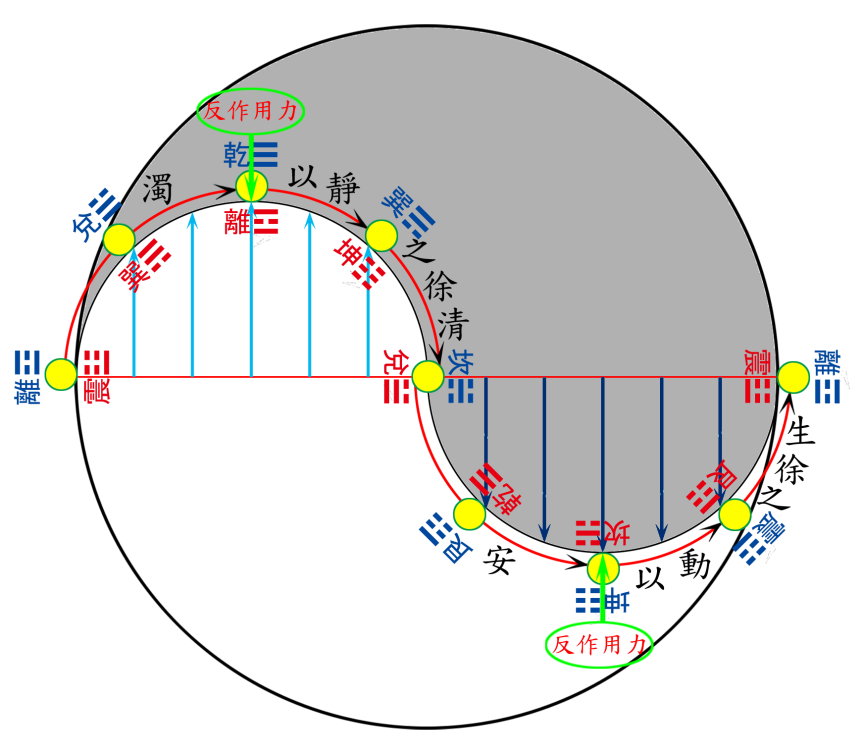 反作用力
乾☰
濁
以靜
兌☱
離☲
巽☴
巽☴
坤☷
之徐清
離☲
震☳
兌☱
坎☵
震☳
離☲
生徐之
乾☰
艮☶
艮☶
震☳
安
坎☵
以動
坤☷
反作用力